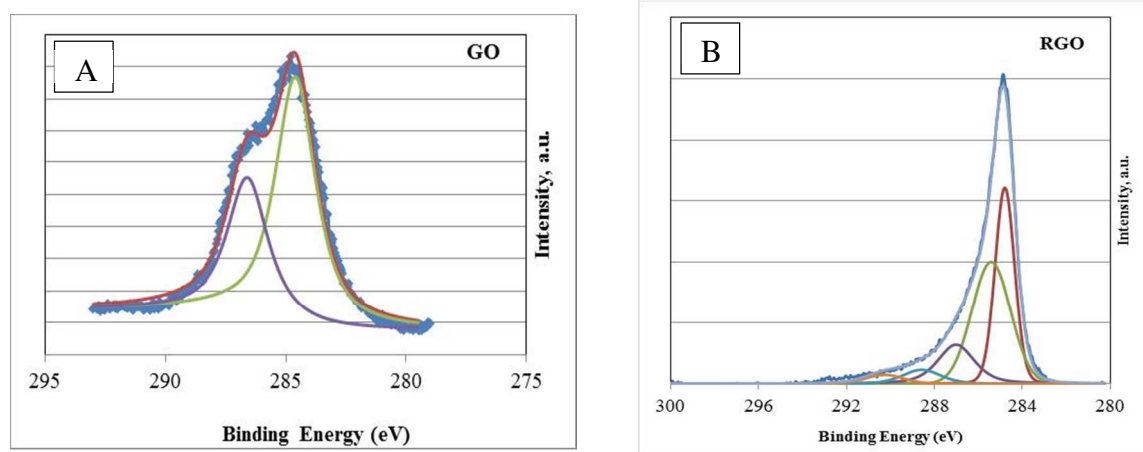 A
GO
Intensity, a.u.
295 290 285 280 275
Binding Energy (eV)
B
RGO
Intensity, a.u.
300 296 292 288 284 280
Binding Energy (eV)